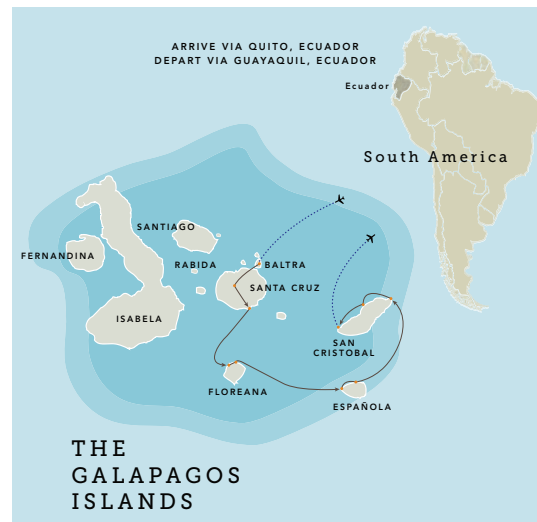 ARRIVE VIA QUITO, ECUADOR
DEPART VIA GUAYAQUIL, ECUADOR
Ecuador
South America
SANTIAGO
FERNANDINA
RABIDA
BALTRA
SANTA CRUZ
ISABELA
SAN
CRISTOBAL
FLOREANA
ESPAÑOLA
THE
GALAPAGOS
ISLANDS